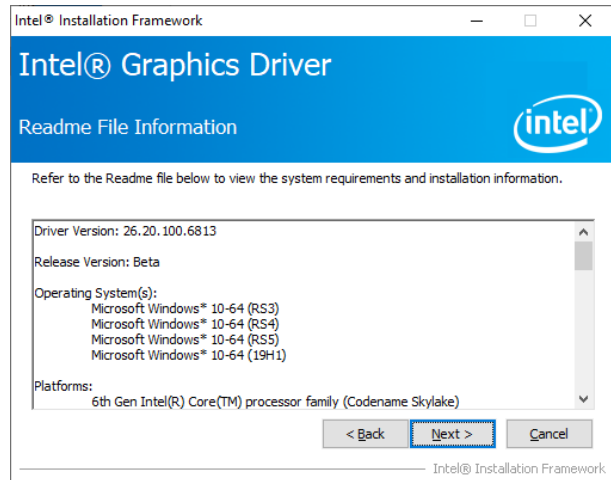 Intel® Installation Framework
Intel® Graphics Driver
Readme File Information
intel
Refer to the Readme file below to view the system requirements and installation information.
Driver Version: 26.20.100.6813
Release Version: Beta
Operating System(s):
Microsoft Windows* 10-64 (RS3)
Microsoft Windows* 10-64 (RS4)
Microsoft Windows* 10-64 (RS5)
Microsoft Windows* 10-64 (19H1)
Platforms:
6th Gen Intel(R) Core(TM) processor family (Codename Skylake)
< Back Next > Cancel
Intel® Installation Framework